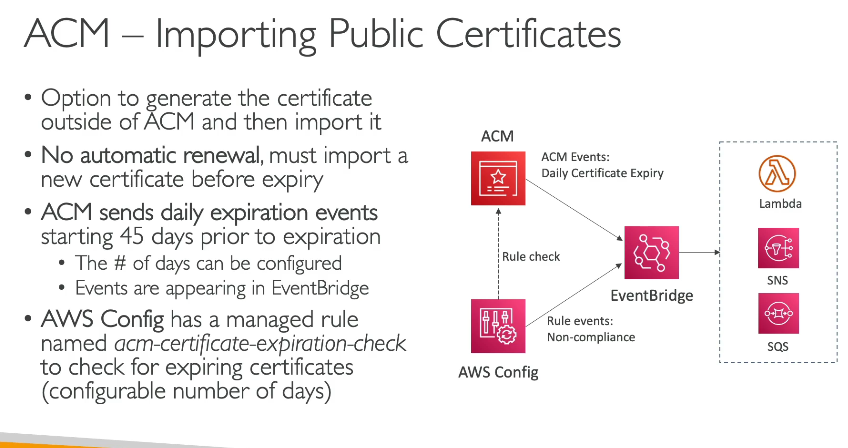 ACM – Importing Public Certificates
• Option to generate the certificate
outside of ACM and then import it
• No automatic renewal, must import a
new certificate before expiry
• ACM sends daily expiration events
starting 45 days prior to expiration
• The # of days can be configured
• Events are appearing in EventBridge
• AWS Config has a managed rule
named acm-certificate-expiration-check
to check for expiring certificates
(configurable number of days)
ACM
ACM Events:
Daily Certificate Expiry
Rule check
EventBridge
Rule events:
Non-compliance
AWS Config
Lambda
SNS
SQS